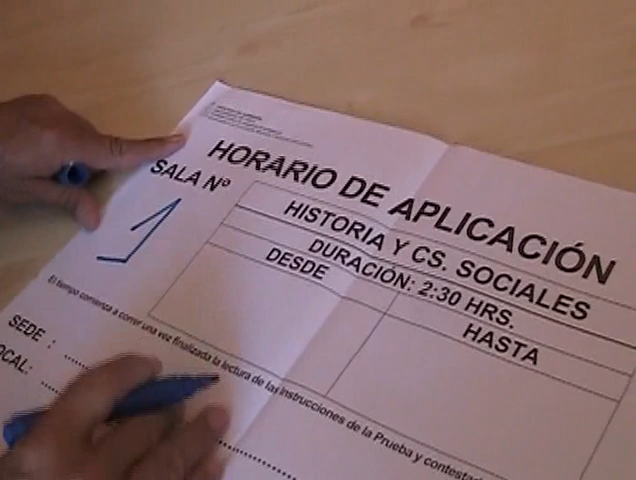 HORARIO DE APLICACIÓN
SALA Nº
1
HISTORIA Y CS. SOCIALES
DURACIÓN: 2:30 HRS.
DESDE
HASTA
El tiempo comienza a correr una vez finalizada la lectura de las instrucciones de la Prueba y contestad
SEDE : ........
OCAL: ........